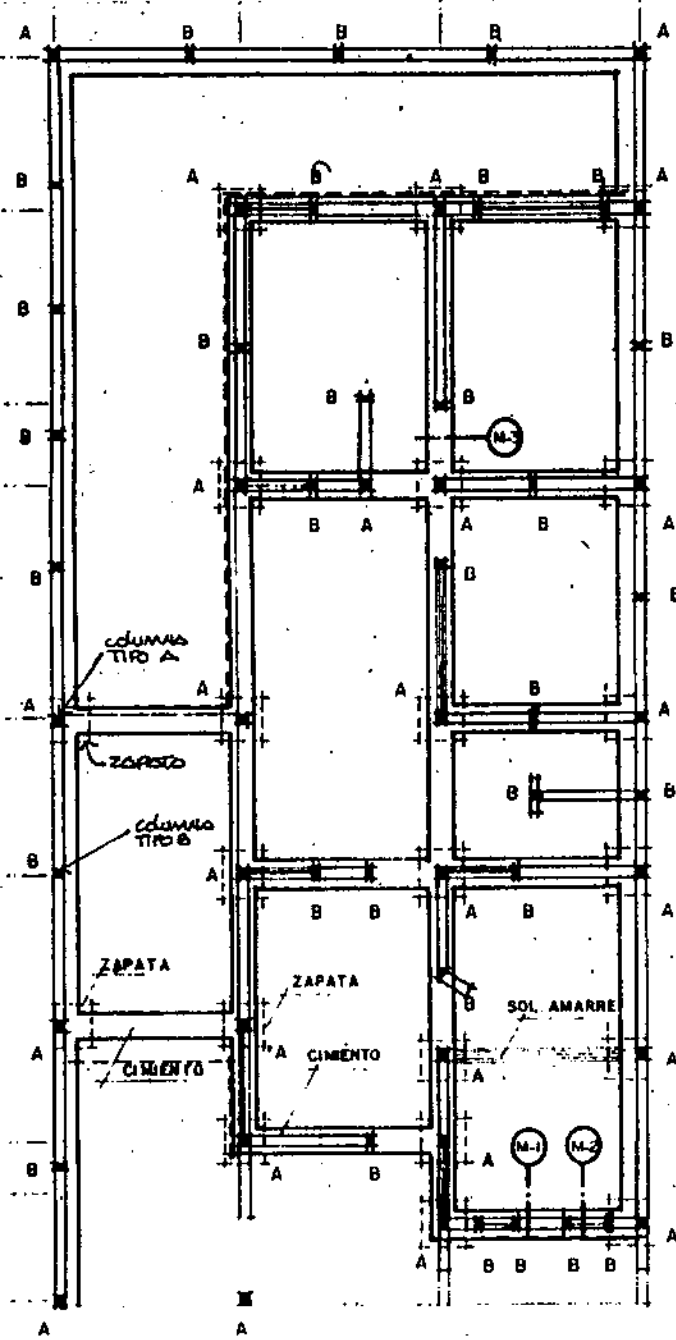 A B B B A
B A B A B B A
B B B B
B B M-3
A B A A B A
B B B
COLUMNA
TIPO A
A A A B A
ZAPATA
B B
COLUMNA
TIPO B
B A
B B A B A
ZAPATA
ZAPATA
B
SOL. AMARRE
A A CIMIENTO A
CIMIENTO A
M-1 M-2
B A B A
A B B B B A
A A